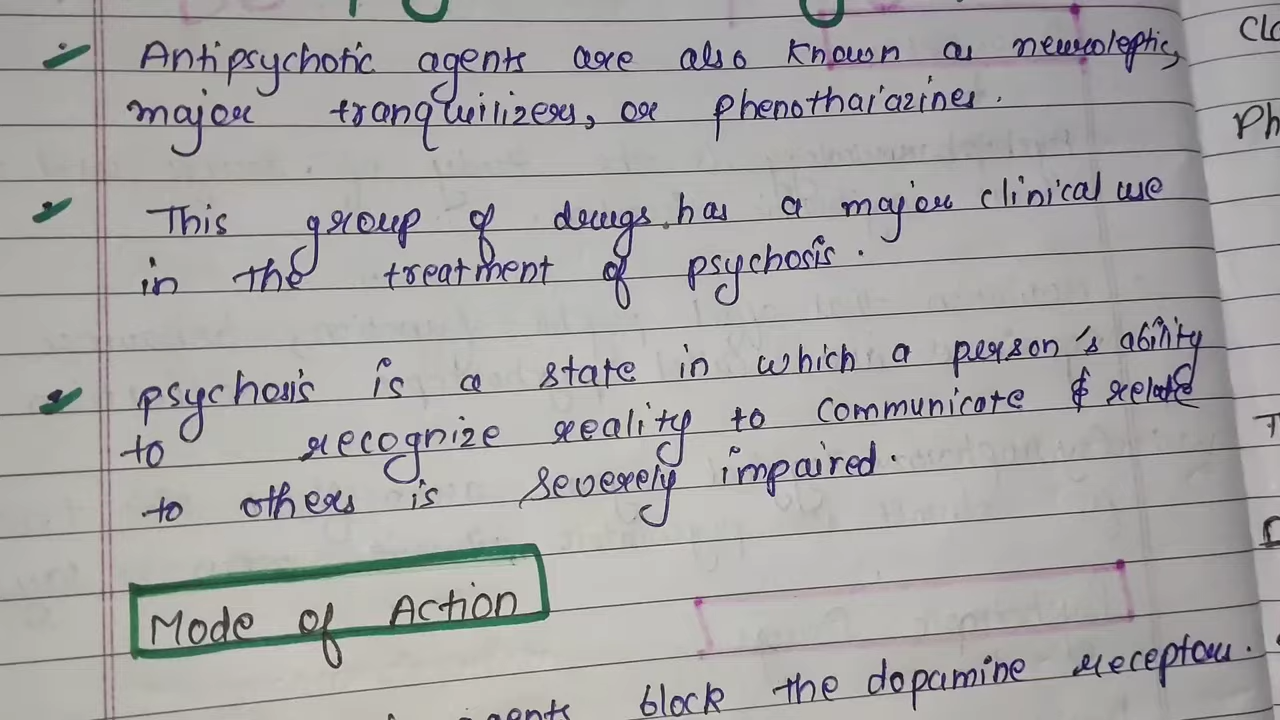 Antipsychotic agents are also known as neuroleptic,
major tranquilizers, or phenothaiazines.
This group of drugs has a major clinical use
in the treatment of psychosis.
psychosis is a state in which a person's ability
to recognize reality to communicate & relate
to others is severely impaired.
Mode of Action
block the dopamine receptors.